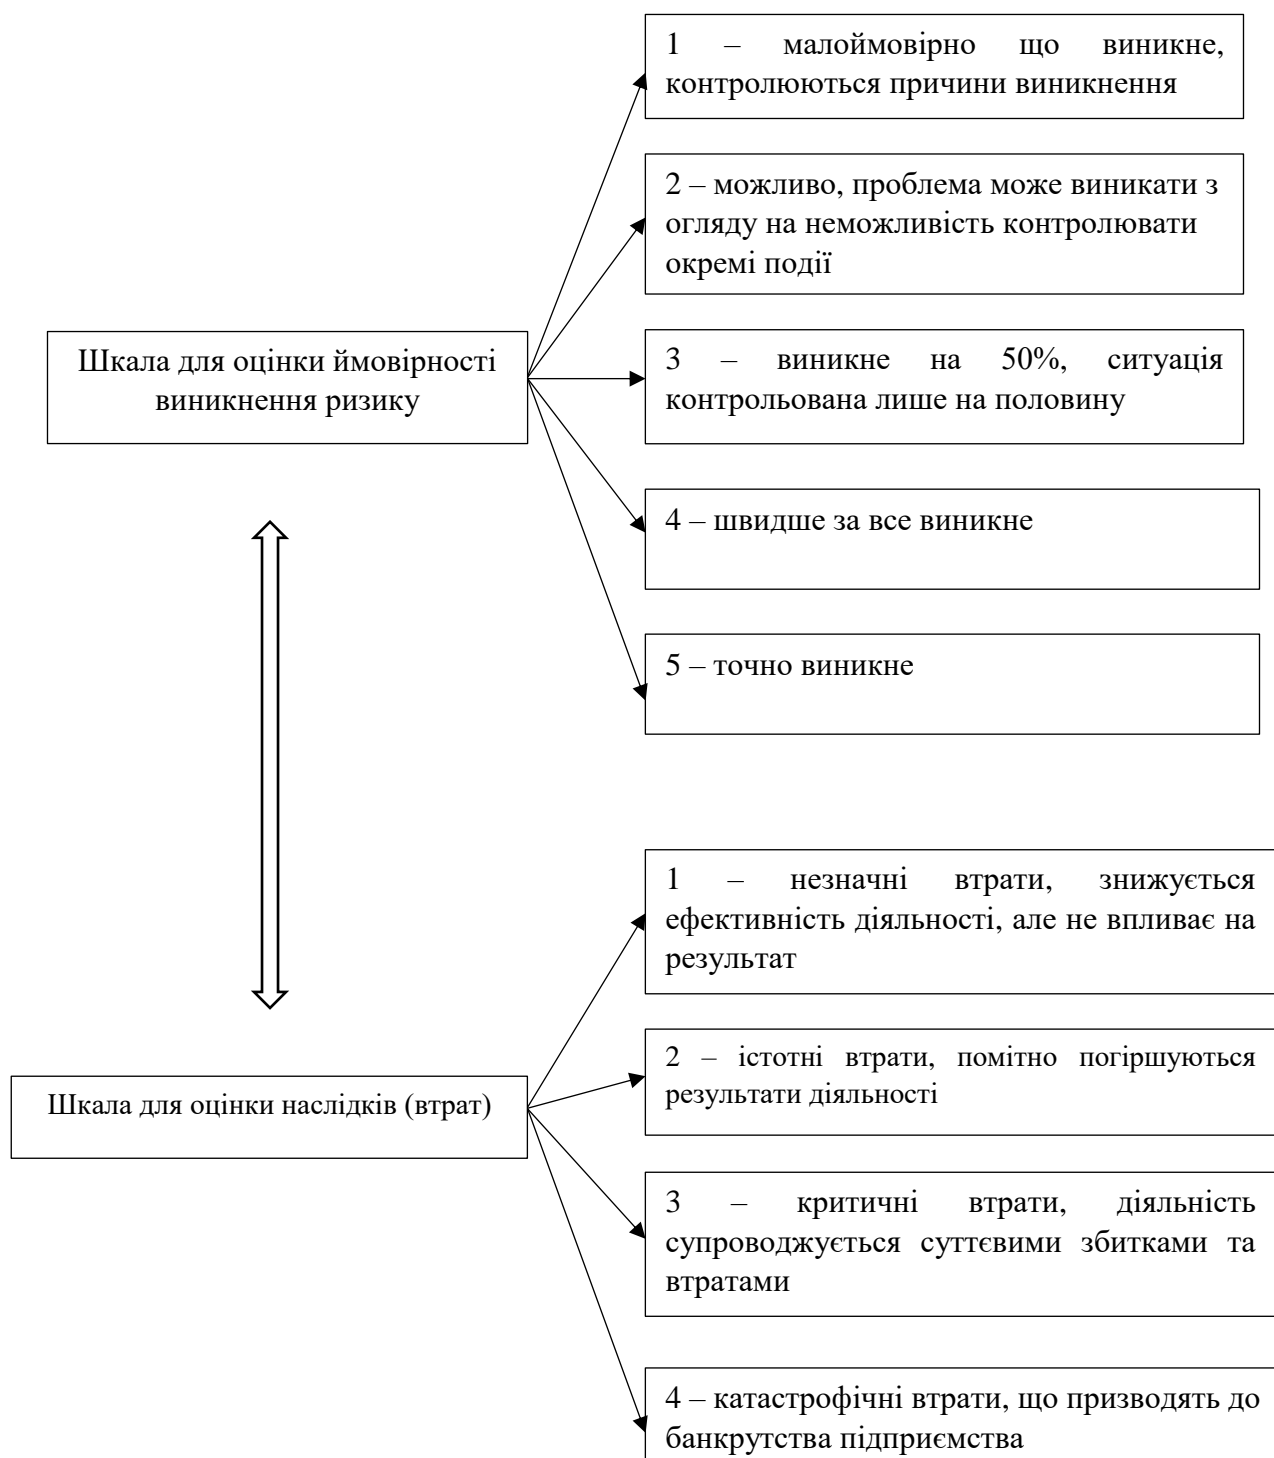 1 – малоймовірно що виникне,
контролюються причини виникнення
2 – можливо, проблема може виникати з
огляду на неможливість контролювати
окремі події
Шкала для оцінки ймовірності
виникнення ризику
3 – виникне на 50%, ситуація
контрольована лише на половину
4 – швидше за все виникне
5 – точно виникне
1 – незначні втрати, знижується
ефективність діяльності, але не впливає на
результат
2 – істотні втрати, помітно погіршуються
результати діяльності
Шкала для оцінки наслідків (втрат)
3 – критичні втрати, діяльність
супроводжується суттєвими збитками та
втратами
4 – катастрофічні втрати, що призводять до
банкрутства підприємства